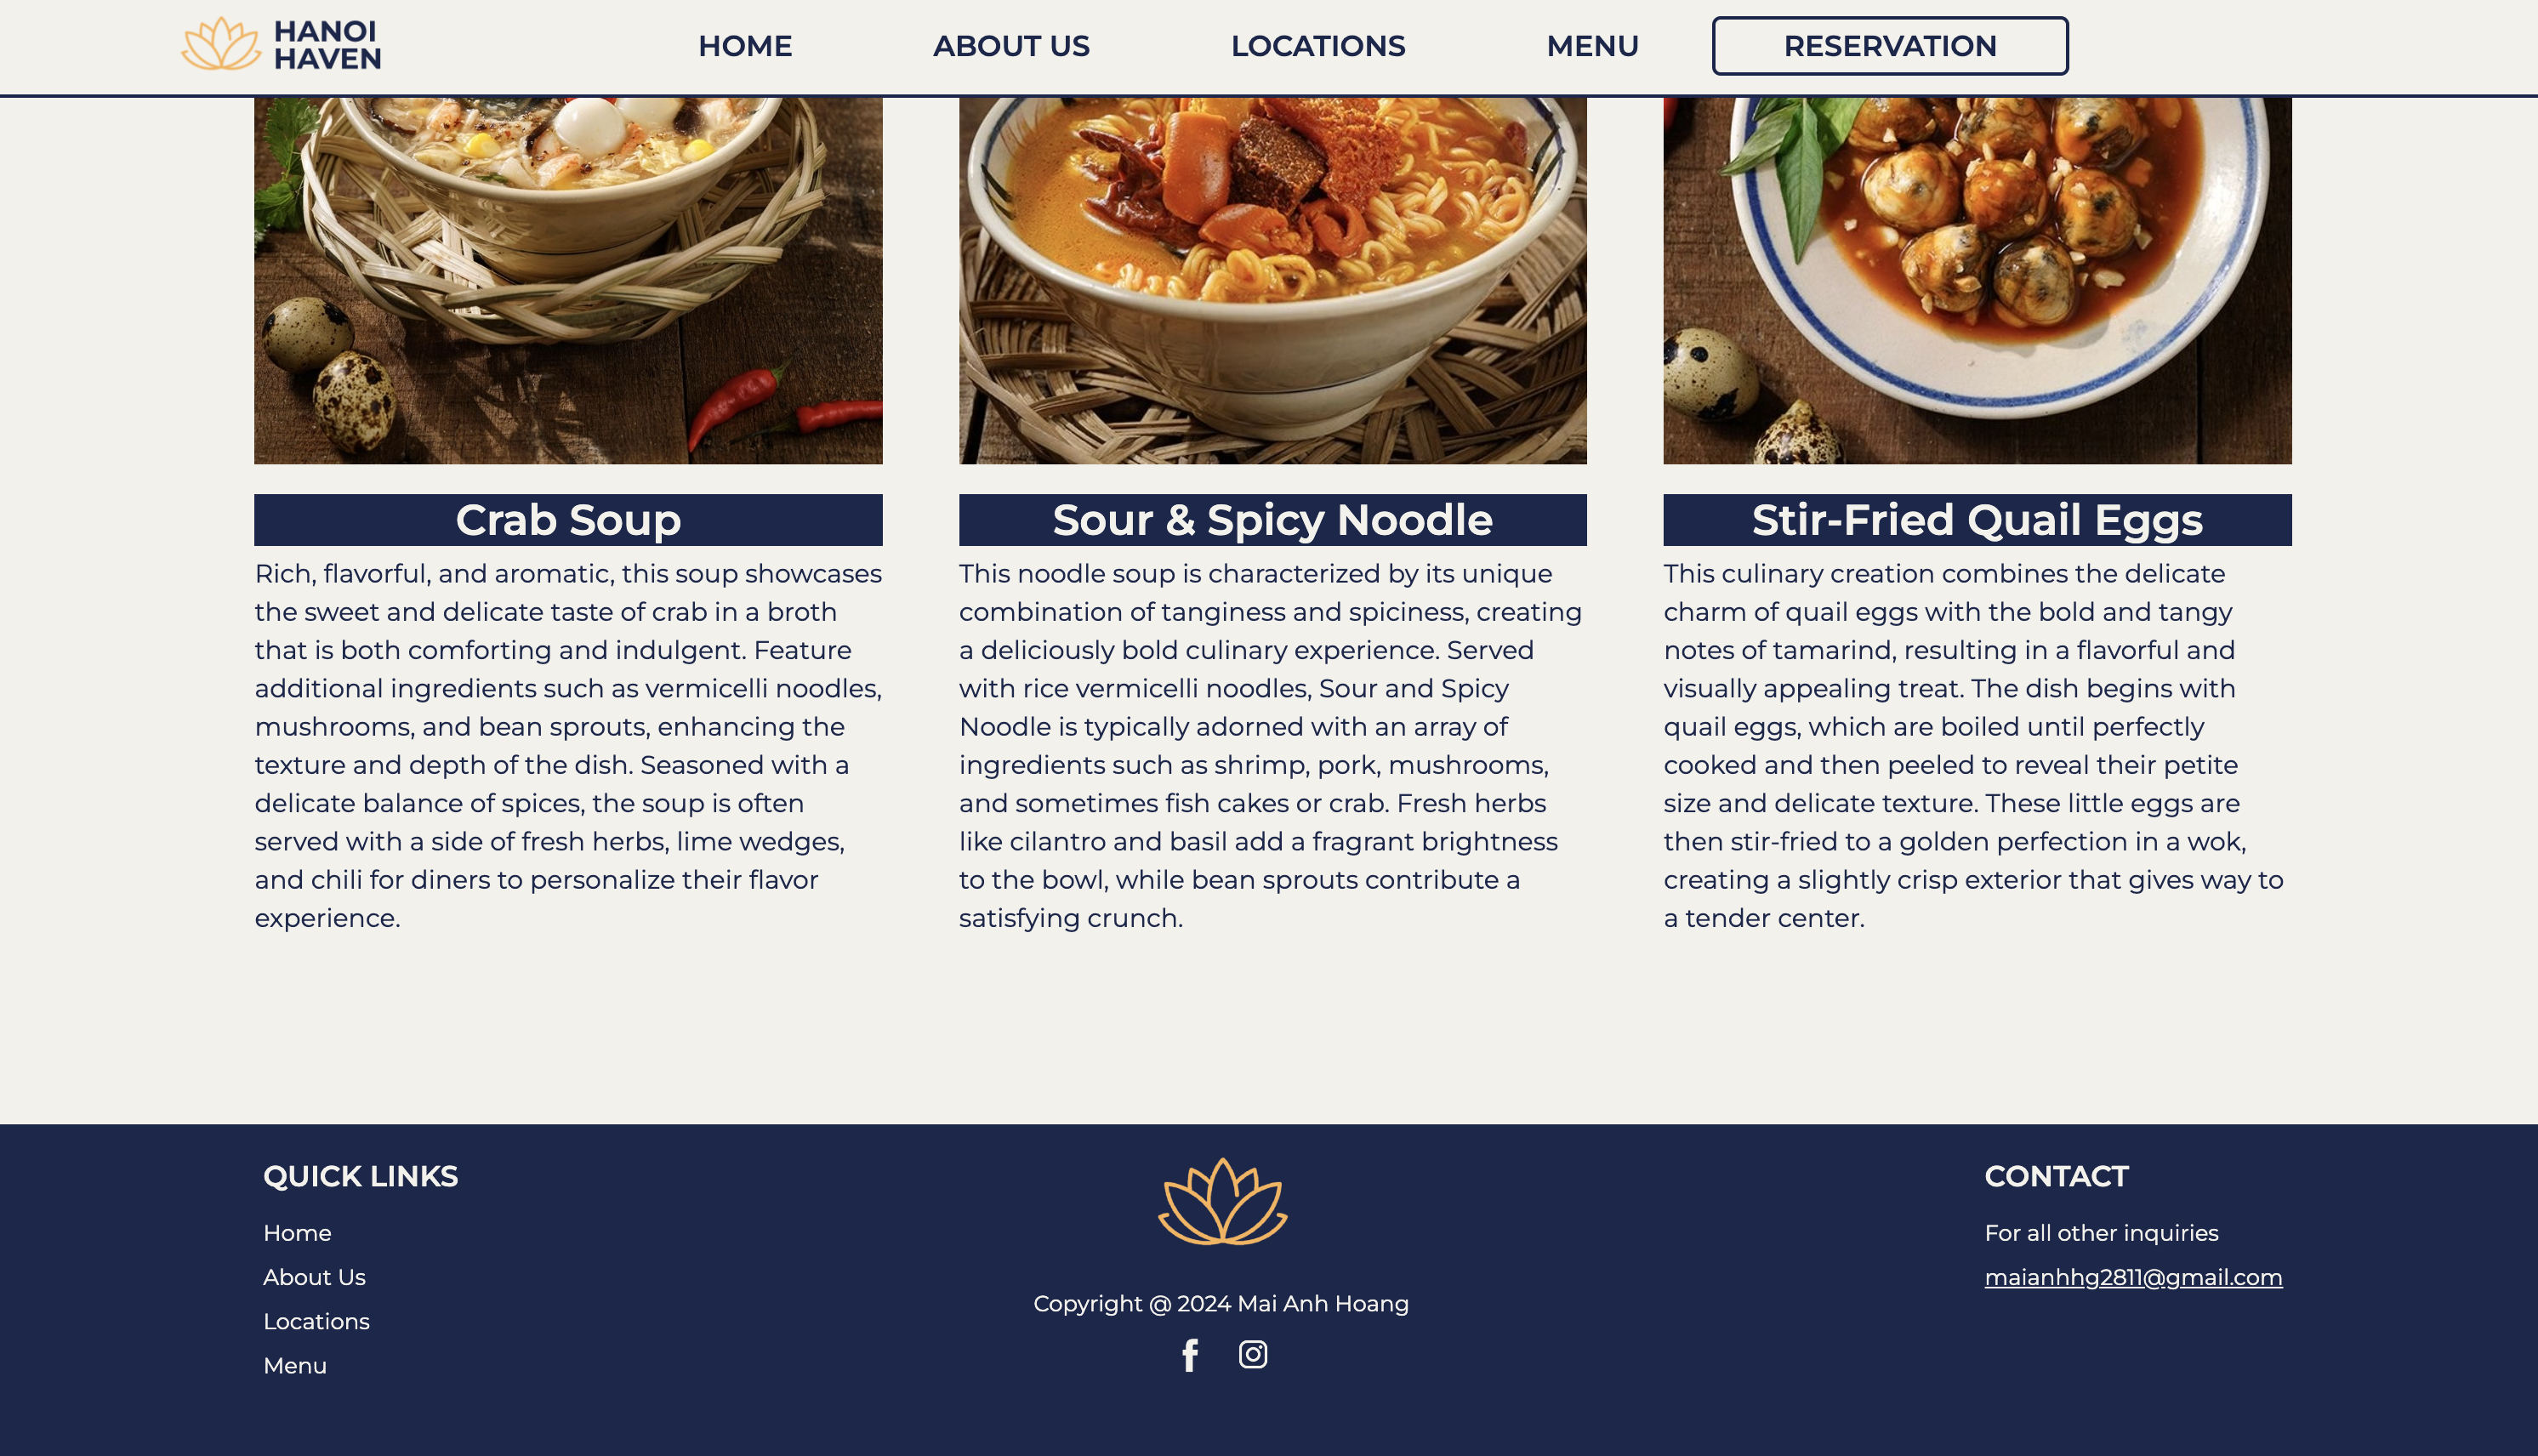 HANOI
HAVEN
HOME
ABOUT US
LOCATIONS
MENU
RESERVATION
Crab Soup
Rich, flavorful, and aromatic, this soup showcases
the sweet and delicate taste of crab in a broth
that is both comforting and indulgent. Feature
additional ingredients such as vermicelli noodles,
mushrooms, and bean sprouts, enhancing the
texture and depth of the dish. Seasoned with a
delicate balance of spices, the soup is often
served with a side of fresh herbs, lime wedges,
and chili for diners to personalize their flavor
experience.
Sour & Spicy Noodle
This noodle soup is characterized by its unique
combination of tanginess and spiciness, creating
a deliciously bold culinary experience. Served
with rice vermicelli noodles, Sour and Spicy
Noodle is typically adorned with an array of
ingredients such as shrimp, pork, mushrooms,
and sometimes fish cakes or crab. Fresh herbs
like cilantro and basil add a fragrant brightness
to the bowl, while bean sprouts contribute a
satisfying crunch.
Stir-Fried Quail Eggs
This culinary creation combines the delicate
charm of quail eggs with the bold and tangy
notes of tamarind, resulting in a flavorful and
visually appealing treat. The dish begins with
quail eggs, which are boiled until perfectly
cooked and then peeled to reveal their petite
size and delicate texture. These little eggs are
then stir-fried to a golden perfection in a wok,
creating a slightly crisp exterior that gives way to
a tender center.
QUICK LINKS
Home
About Us
Locations
Menu
Copyright @ 2024 Mai Anh Hoang
CONTACT
For all other inquiries
maianhhg2811@gmail.com